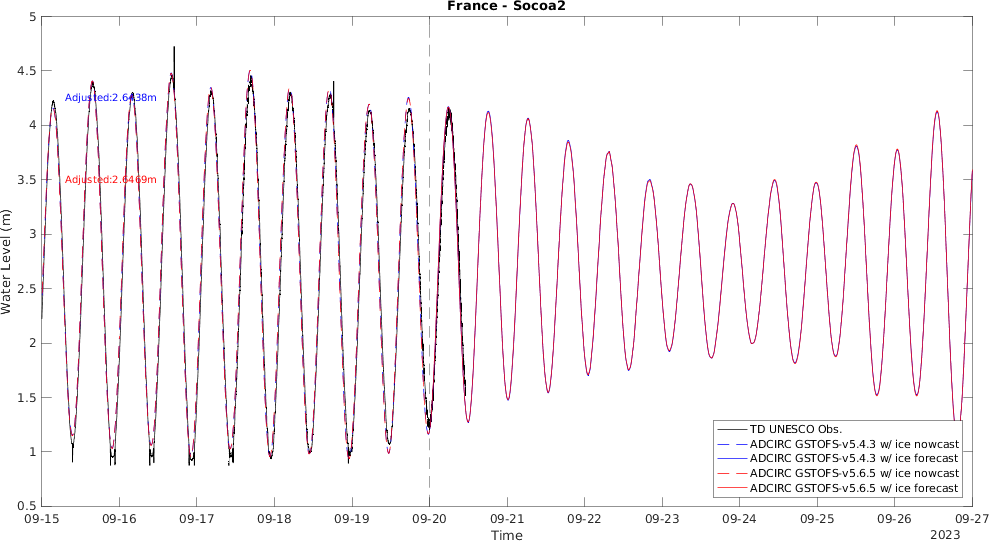 France - Socoa2
5
4.5
4
3.5
3
2.5
2
1.5
1
0.5
Water Level (m)
Adjusted:2.6438m
Adjusted:2.6469m
TD UNESCO Obs.
ADCIRC GSTOFS-v5.4.3 w/ ice nowcast
ADCIRC GSTOFS-v5.4.3 w/ ice forecast
ADCIRC GSTOFS-v5.6.5 w/ ice nowcast
ADCIRC GSTOFS-v5.6.5 w/ ice forecast
09-15 09-16 09-17 09-18 09-19 09-20 09-21 09-22 09-23 09-24 09-25 09-26 09-27
Time
2023